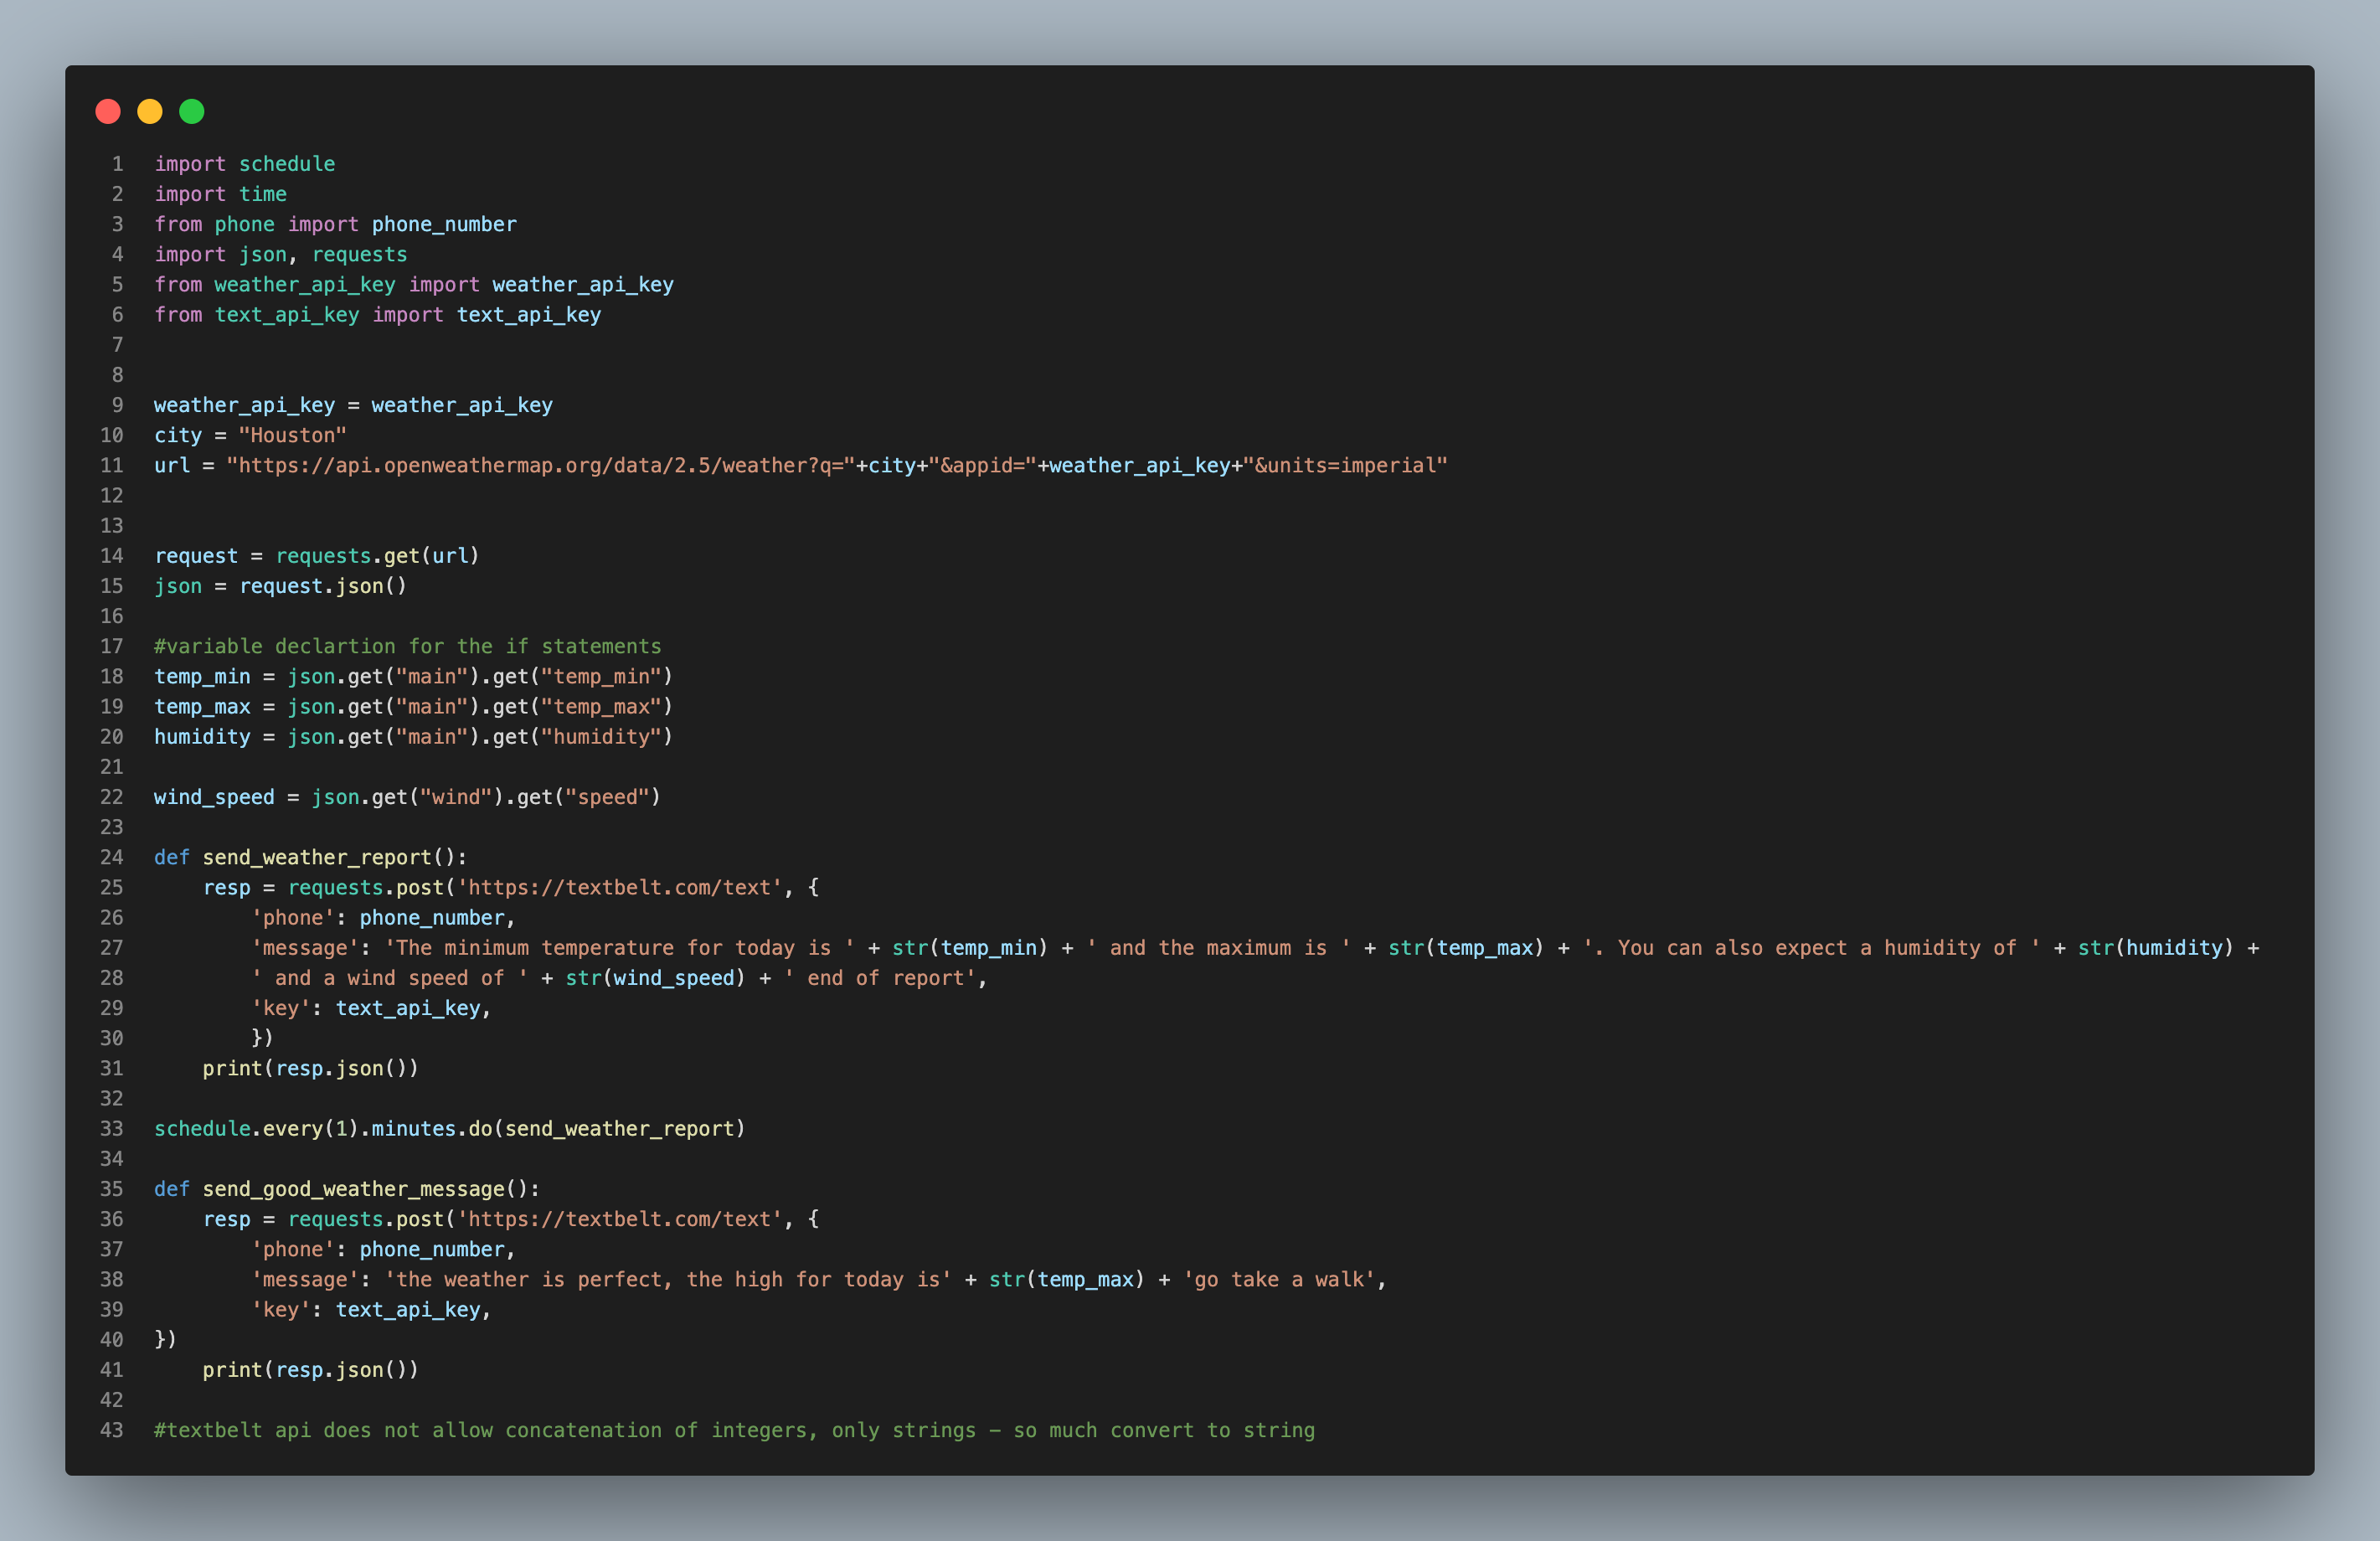 1 import schedule
2 import time
3 from phone import phone_number
4 import json, requests
5 from weather_api_key import weather_api_key
6 from text_api_key import text_api_key
7
8
9 weather_api_key = weather_api_key
10 city = "Houston"
11 url = "https://api.openweathermap.org/data/2.5/weather?q="+city+"&appid="+weather_api_key+"&units=imperial"
12
13
14 request = requests.get(url)
15 json = request.json()
16
17 #variable declartion for the if statements
18 temp_min = json.get("main").get("temp_min")
19 temp_max = json.get("main").get("temp_max")
20 humidity = json.get("main").get("humidity")
21
22 wind_speed = json.get("wind").get("speed")
23
24 def send_weather_report():
25     resp = requests.post('https://textbelt.com/text', {
26         'phone': phone_number,
27         'message': 'The minimum temperature for today is ' + str(temp_min) + ' and the maximum is ' + str(temp_max) + '. You can also expect a humidity of ' + str(humidity) +
28         ' and a wind speed of ' + str(wind_speed) + ' end of report',
29         'key': text_api_key,
30         })
31     print(resp.json())
32
33 schedule.every(1).minutes.do(send_weather_report)
34
35 def send_good_weather_message():
36     resp = requests.post('https://textbelt.com/text', {
37         'phone': phone_number,
38         'message': 'the weather is perfect, the high for today is' + str(temp_max) + 'go take a walk',
39         'key': text_api_key,
40 })
41     print(resp.json())
42
43 #textbelt api does not allow concatenation of integers, only strings – so much convert to string